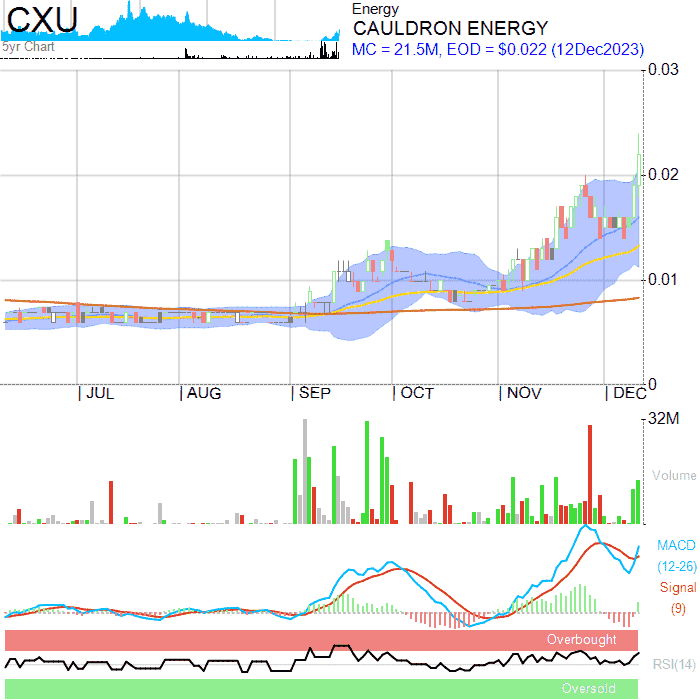 CXU
5yr Chart
Energy
CAULDRON ENERGY
MC = 21.5M, EOD = $0.022 (12Dec2023)
0.03
0.02
0.01
0
JUL AUG SEP OCT NOV DEC
32M
Volume
MACD
(12-26)
Signal
(9)
Overbought
RSI(14)
Oversold